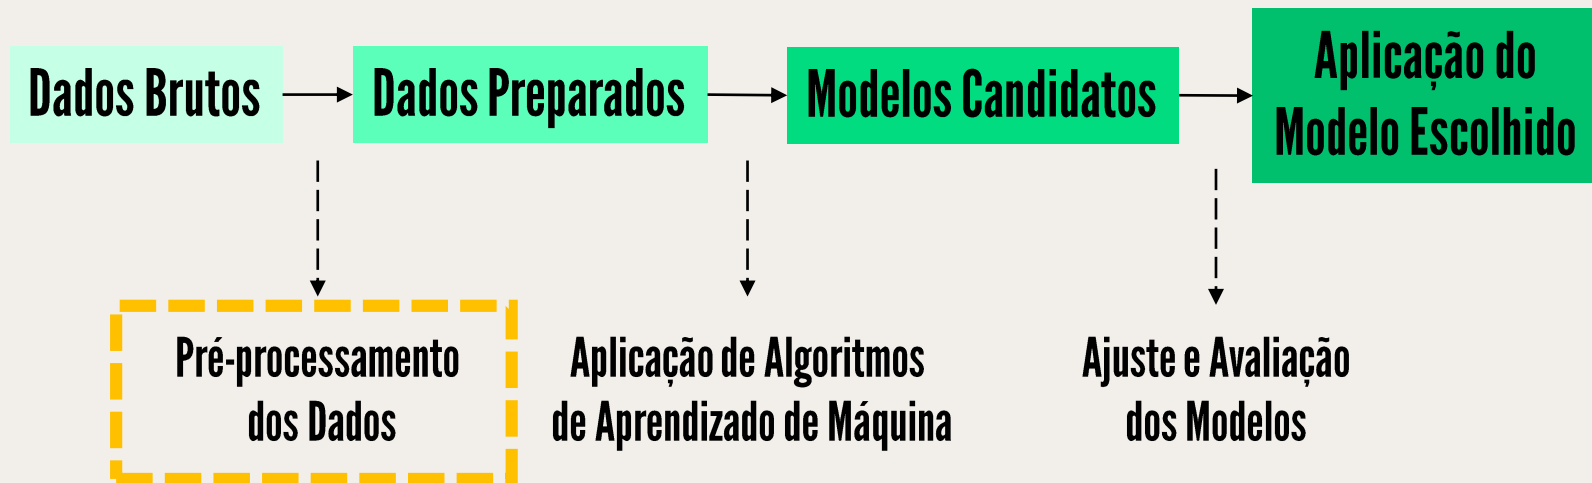 Dados Brutos
Dados Preparados
Modelos Candidatos
Aplicação do
Modelo Escolhido
Pré-processamento
dos Dados
Aplicação de Algoritmos
de Aprendizado de Máquina
Ajuste e Avaliação
dos Modelos